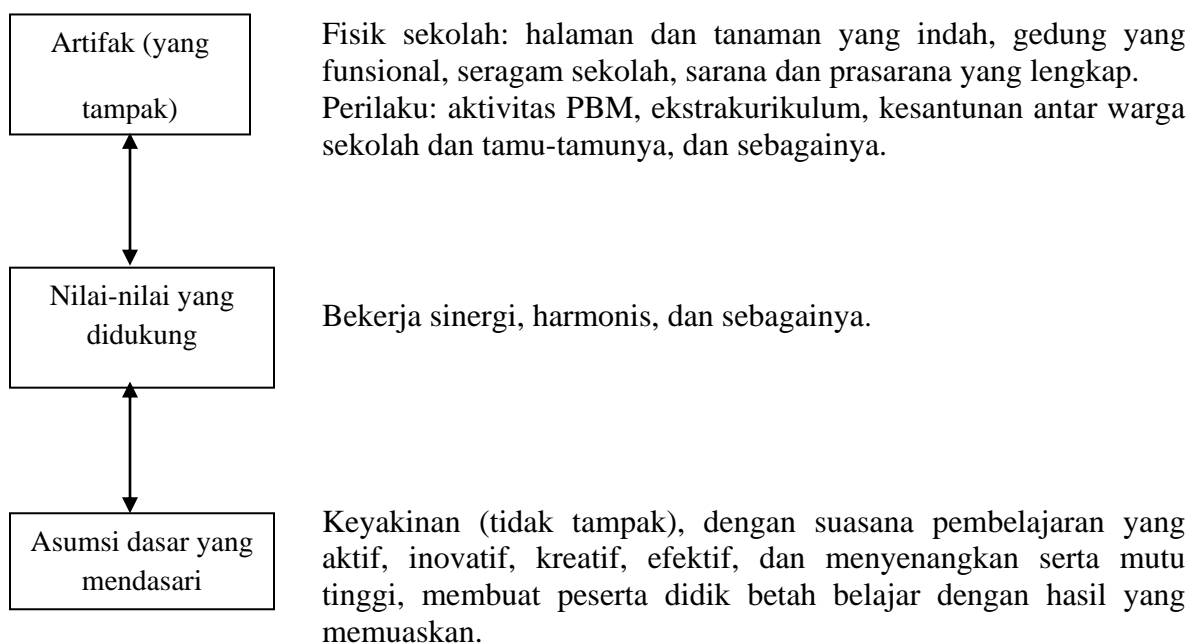 Artifak (yang
tampak)
Fisik sekolah: halaman dan tanaman yang indah, gedung yang
funsional, seragam sekolah, sarana dan prasarana yang lengkap.
Perilaku: aktivitas PBM, ekstrakurikulum, kesantunan antar warga
sekolah dan tamu-tamunya, dan sebagainya.
Nilai-nilai yang
didukung
Bekerja sinergi, harmonis, dan sebagainya.
Asumsi dasar yang
mendasari
Keyakinan (tidak tampak), dengan suasana pembelajaran yang
aktif, inovatif, kreatif, efektif, dan menyenangkan serta mutu
tinggi, membuat peserta didik betah belajar dengan hasil yang
memuaskan.